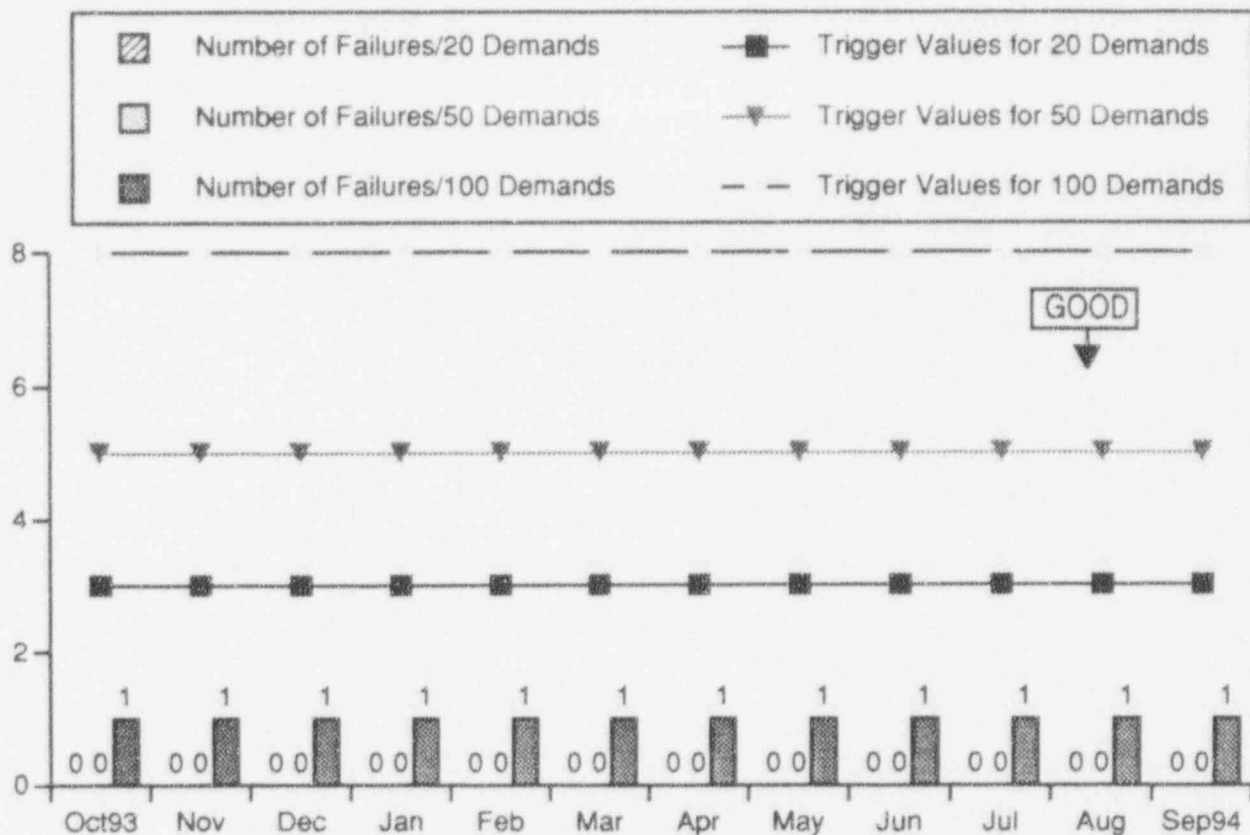 Number of Failures/20 Demands Trigger Values for 20 Demands
Number of Failures/50 Demands Trigger Values for 50 Demands
Number of Failures/100 Demands Trigger Values for 100 Demands
8
GOOD
6
4
2
1 1 1 1 1 1 1 1 1 1 1 1
0 0 0 0 0 0 0 0 0 0 0 0 0 0 0 0 0 0 0 0 0 0 0 0
0
Oct93 Nov Dec Jan Feb Mar Apr May Jun Jul Aug Sep94